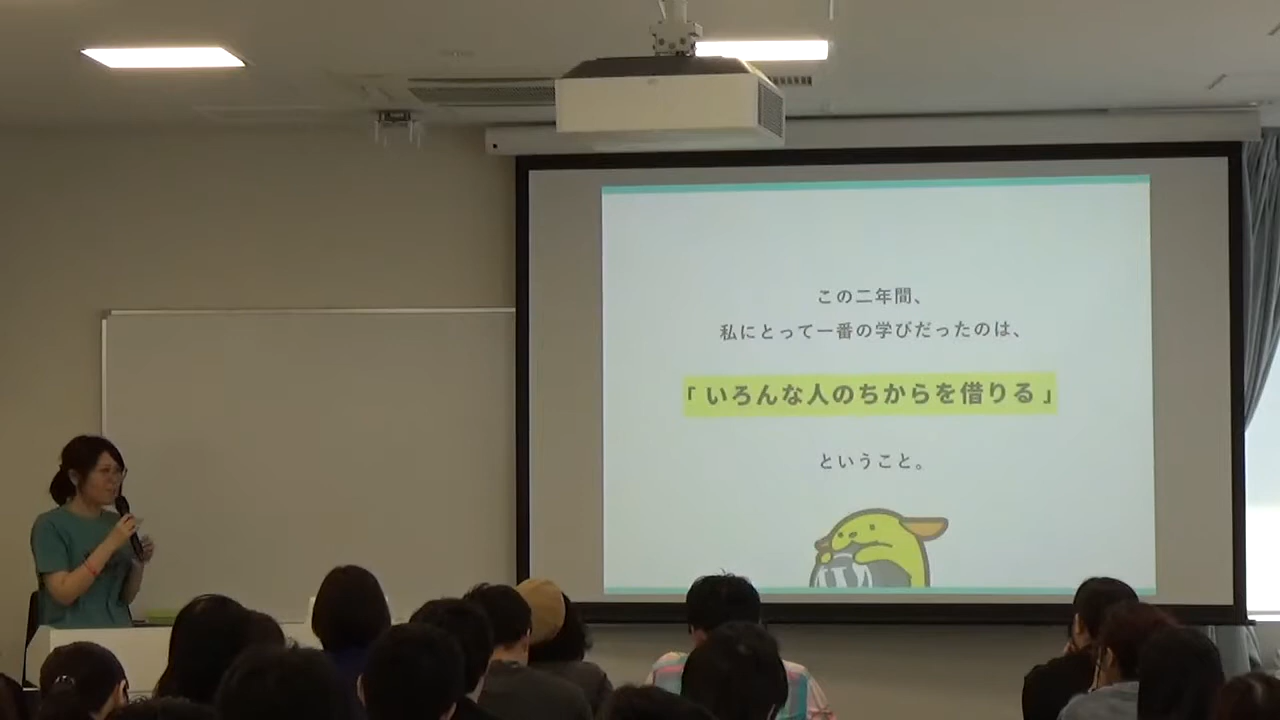 この二年間、
私にとって一番の学びだったのは、
「いろんな人のちからを借りる」
ということ。